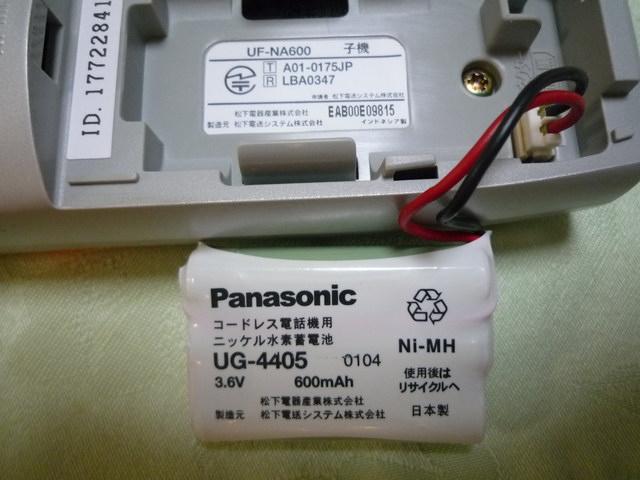 ID. 17722841
UF-NA600 子機
T A01-0175JP
R LBA0347
申請者 松下電送システム株式会社
松下電器産業株式会社 EAB00E09815
製造元 松下電送システム株式会社 インドネシア製
Panasonic
コードレス電話機用
ニッケル水素蓄電池
UG-4405 0104
3.6V 600mAh
松下電器産業株式会社
製造元 松下電送システム株式会社
Ni-MH
使用後は
リサイクルへ
日本製